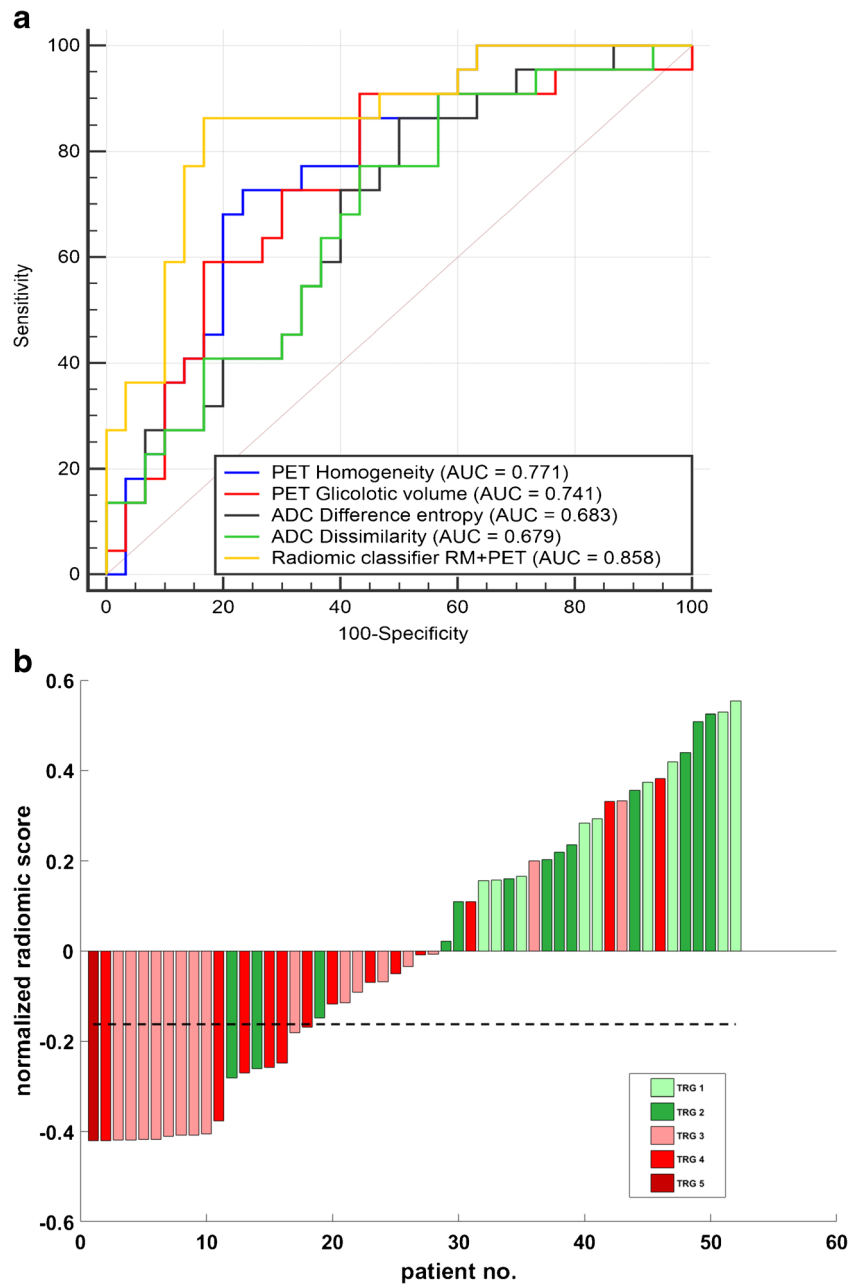 a
100
80
60
40
20
0
Sensitivity
PET Homogeneity (AUC = 0.771)
PET Glicolotic volume (AUC = 0.741)
ADC Difference entropy (AUC = 0.683)
ADC Dissimilarity (AUC = 0.679)
Radiomic classifier RM+PET (AUC = 0.858)
0 20 40 60 80 100
100-Specificity
b
0.6
0.4
0.2
0
-0.2
-0.4
-0.6
normalized radiomic score
TRG 1
TRG 2
TRG 3
TRG 4
TRG 5
0 10 20 30 40 50 60
patient no.